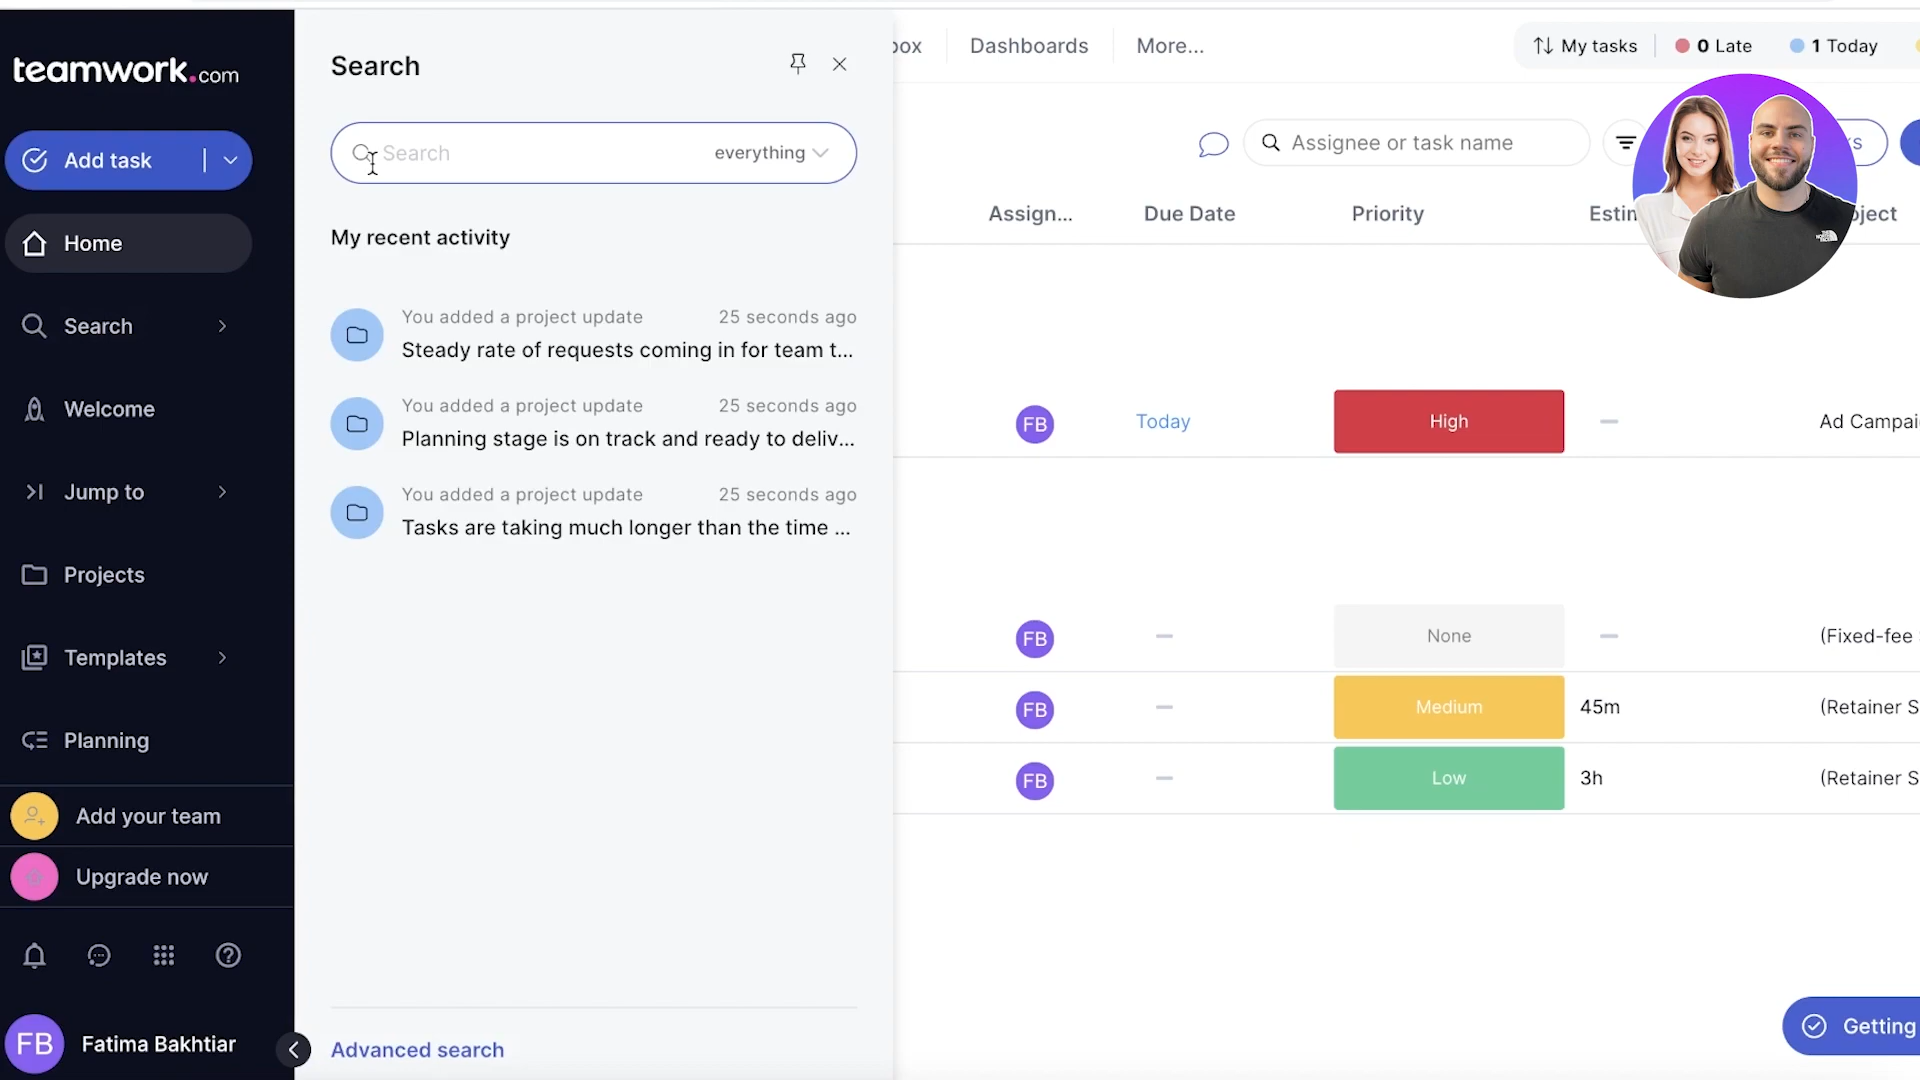 teamwork.com
Add task
Home
Search
Welcome
Jump to
Projects
Templates
Planning
Add your team
Upgrade now
FB Fatima Bakhtiar
Search
Search everything
My recent activity
You added a project update 25 seconds ago
Steady rate of requests coming in for team t...
You added a project update 25 seconds ago
Planning stage is on track and ready to deliv...
You added a project update 25 seconds ago
Tasks are taking much longer than the time ...
Advanced search
box Dashboards More... My tasks 0 Late 1 Today
Assignee or task name
Assign... Due Date Priority
FB Today High — Ad Campai
FB — None — (Fixed-fee
FB — Medium 45m (Retainer S
FB — Low 3h (Retainer S
Getting